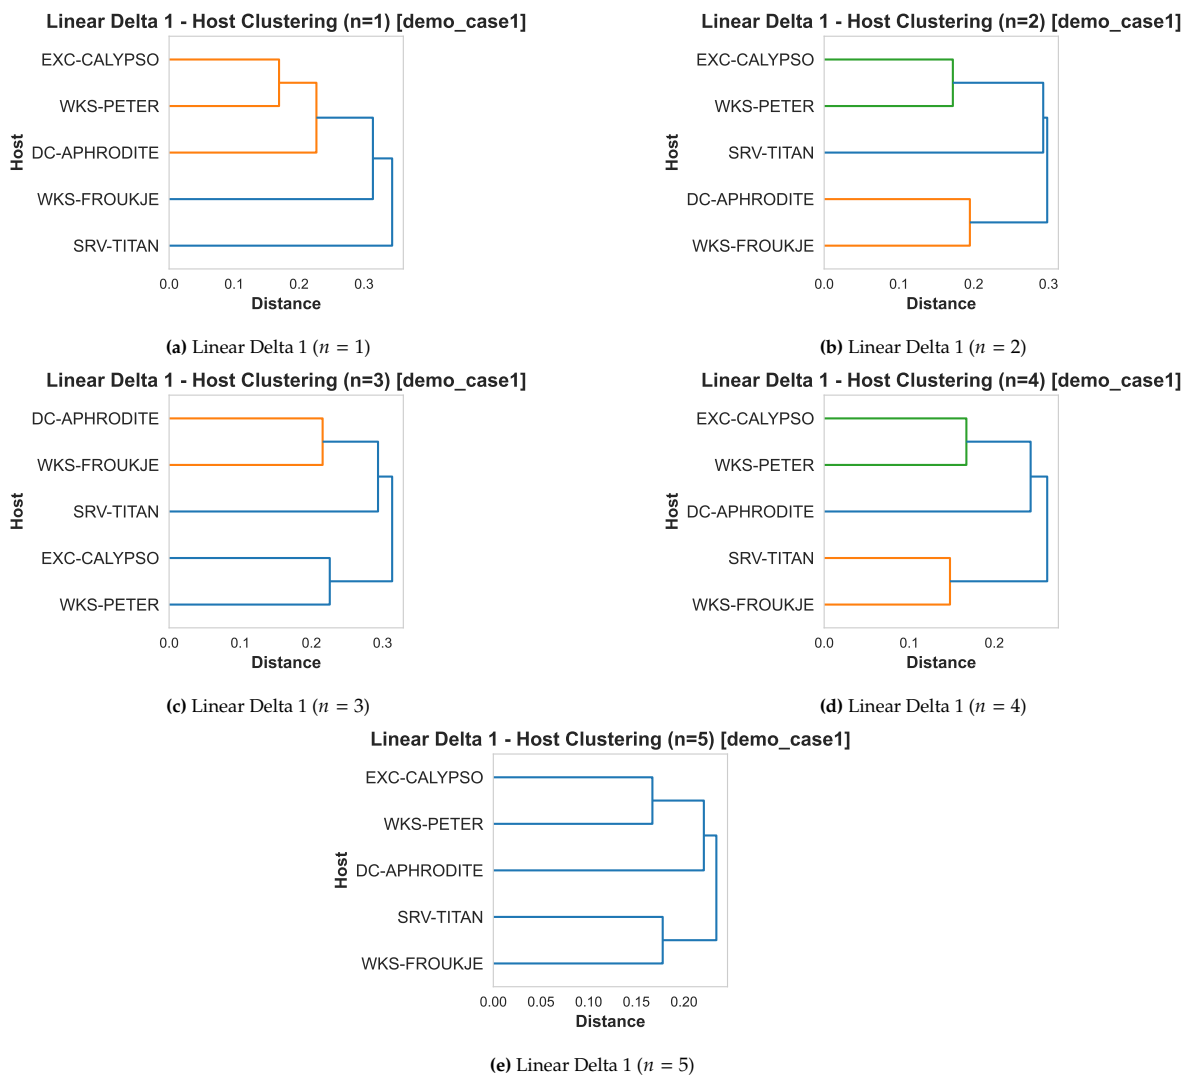 Linear Delta 1 - Host Clustering (n=1) [demo_case1]
EXC-CALYPSO
WKS-PETER
DC-APHRODITE
WKS-FROUKJE
SRV-TITAN
Host
0.0 0.1 0.2 0.3
Distance
(a) Linear Delta 1 (n = 1)
Linear Delta 1 - Host Clustering (n=2) [demo_case1]
EXC-CALYPSO
WKS-PETER
SRV-TITAN
DC-APHRODITE
WKS-FROUKJE
Host
0.0 0.1 0.2 0.3
Distance
(b) Linear Delta 1 (n = 2)
Linear Delta 1 - Host Clustering (n=3) [demo_case1]
DC-APHRODITE
WKS-FROUKJE
SRV-TITAN
EXC-CALYPSO
WKS-PETER
Host
0.0 0.1 0.2 0.3
Distance
(c) Linear Delta 1 (n = 3)
Linear Delta 1 - Host Clustering (n=4) [demo_case1]
EXC-CALYPSO
WKS-PETER
DC-APHRODITE
SRV-TITAN
WKS-FROUKJE
Host
0.0 0.1 0.2
Distance
(d) Linear Delta 1 (n = 4)
Linear Delta 1 - Host Clustering (n=5) [demo_case1]
EXC-CALYPSO
WKS-PETER
DC-APHRODITE
SRV-TITAN
WKS-FROUKJE
Host
0.00 0.05 0.10 0.15 0.20
Distance
(e) Linear Delta 1 (n = 5)